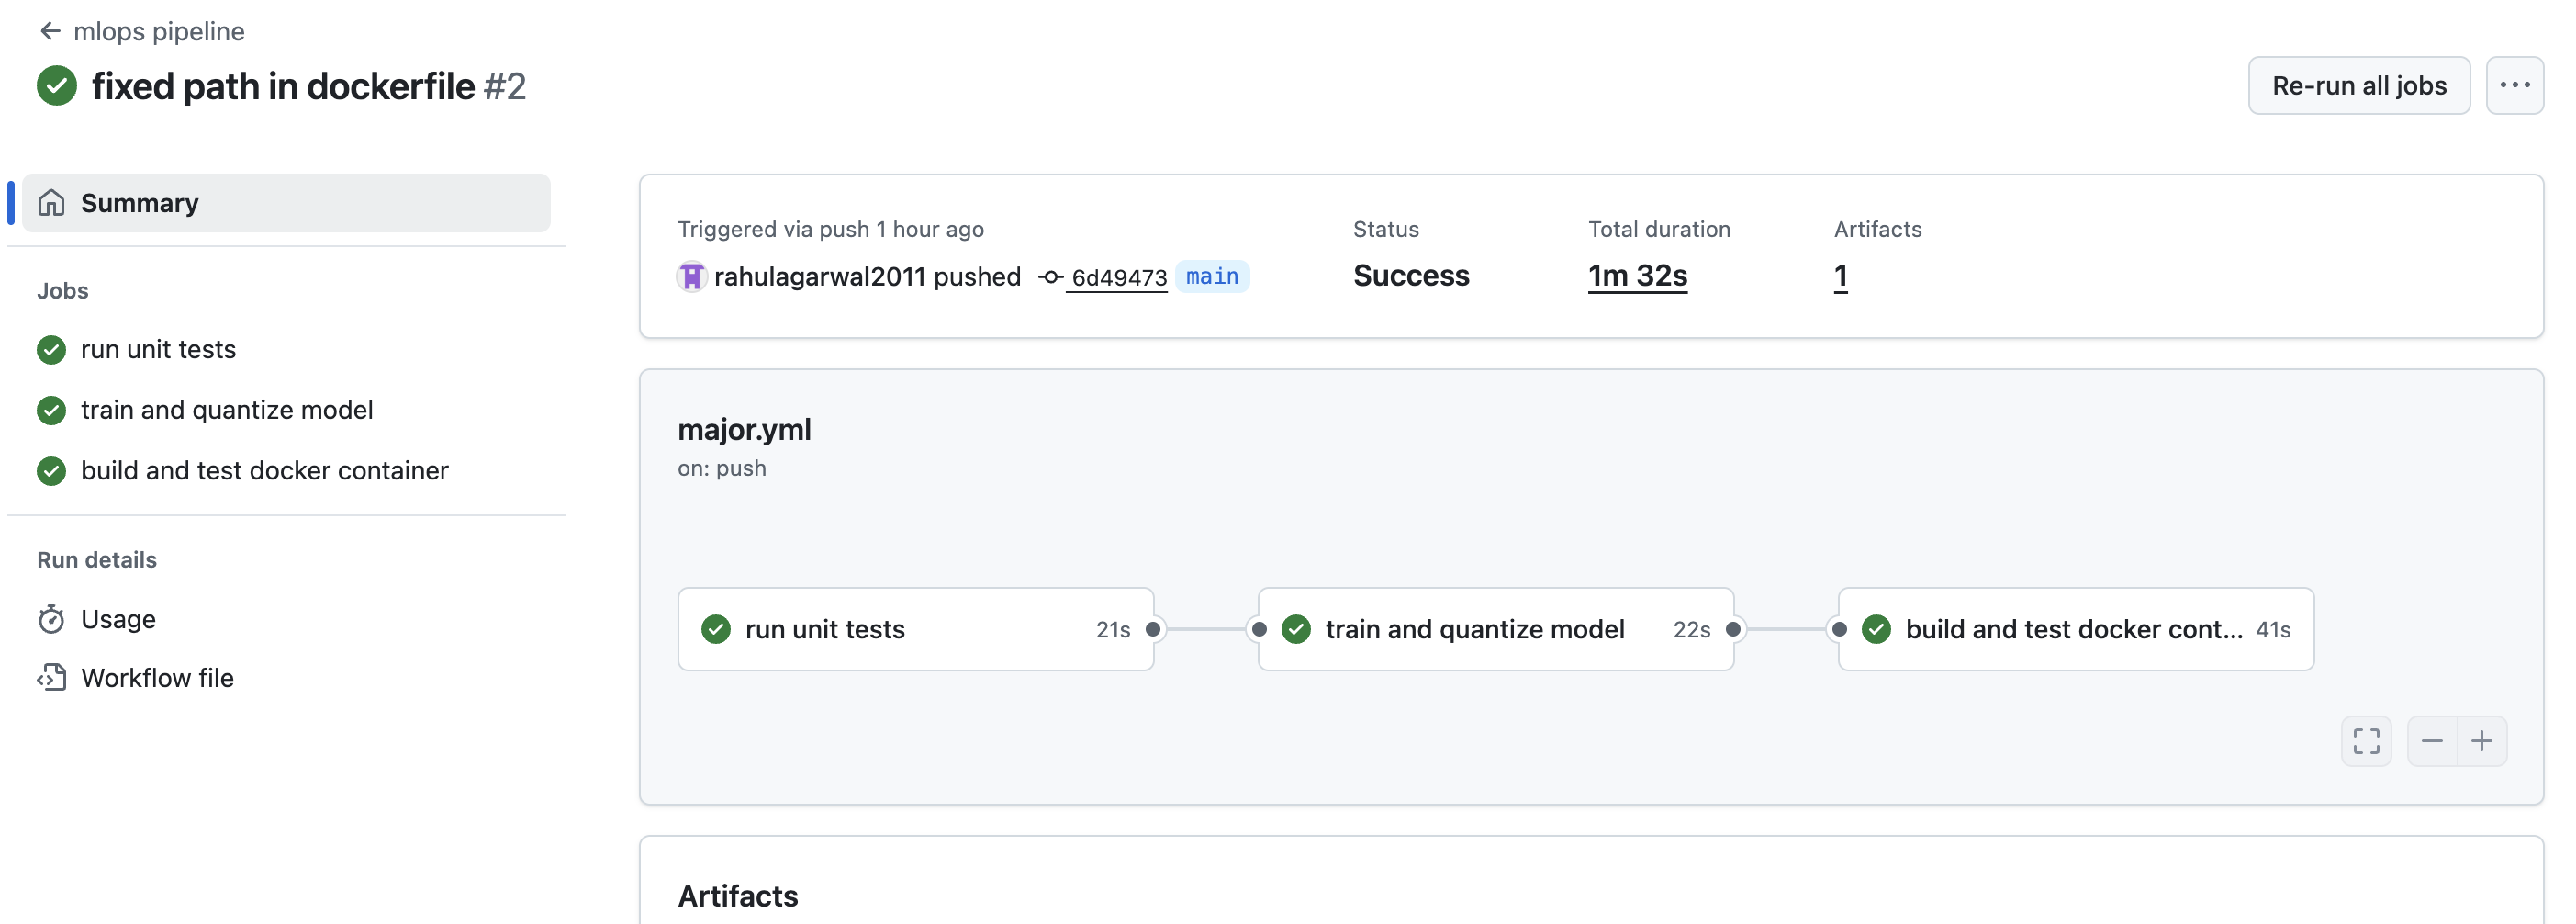 mlops pipeline
fixed path in dockerfile #2
Re-run all jobs
Summary
Jobs
run unit tests
train and quantize model
build and test docker container
Run details
Usage
Workflow file
Triggered via push 1 hour ago
rahulagarwal2011 pushed 6d49473 main
Status
Success
Total duration
1m 32s
Artifacts
1
major.yml
on: push
run unit tests 21s
train and quantize model 22s
build and test docker cont... 41s
Artifacts